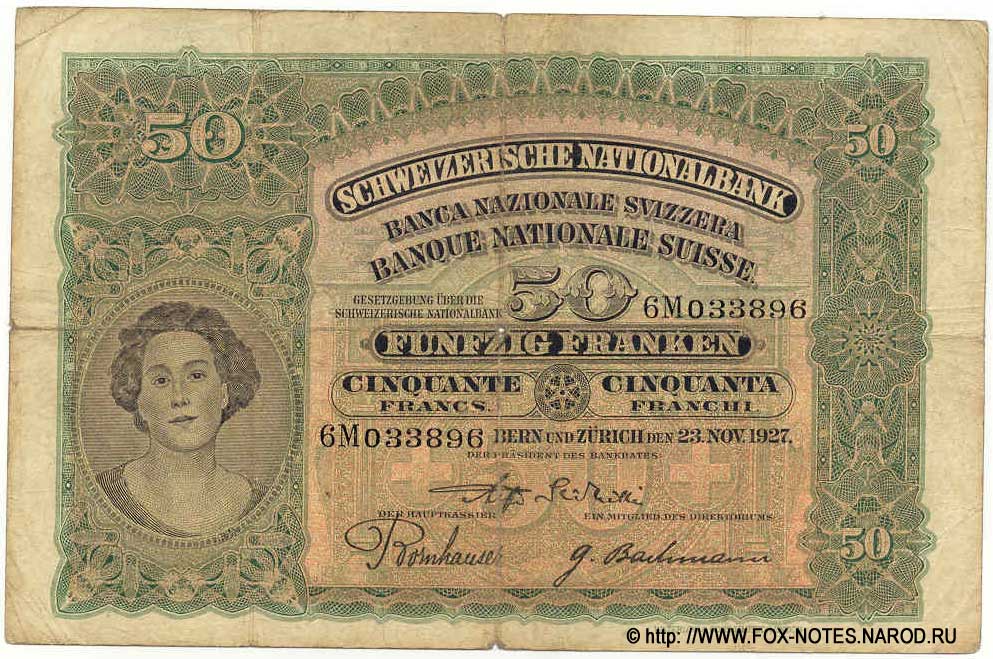 50
50
SCHWEIZERISCHE NATIONALBANK
BANCA NAZIONALE SVIZZERA
BANQUE NATIONALE SUISSE.
50
GESETZGEBUNG ÜBER DIE
SCHWEIZERISCHE NATIONALBANK
6M033896
FÜNFZIG FRANKEN
CINQUANTE
FRANCS.
CINQUANTA
FRANCHI.
6M033896
BERN UND ZÜRICH DEN 23. NOV. 1927.
DER PRÄSIDENT DES BANKRATES:
DER HAUPTKASSIER
EIN MITGLIED DES DIREKTORIUMS
Bornhauser
G. Bachmann
50
© http: //WWW.FOX-NOTES.NAROD.RU